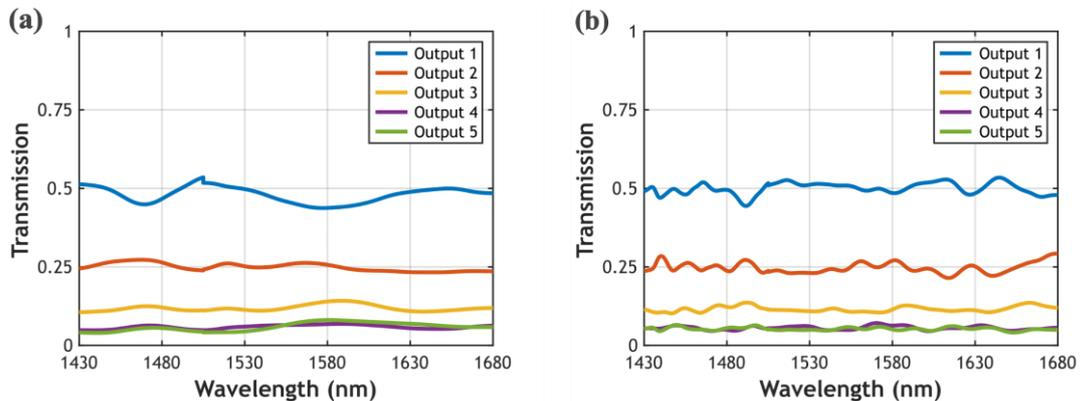 (a)
1
0.75
0.5
0.25
0
Transmission
1430 1480 1530 1580 1630 1680
Wavelength (nm)
Output 1
Output 2
Output 3
Output 4
Output 5
(b)
1
0.75
0.5
0.25
0
Transmission
1430 1480 1530 1580 1630 1680
Wavelength (nm)
Output 1
Output 2
Output 3
Output 4
Output 5